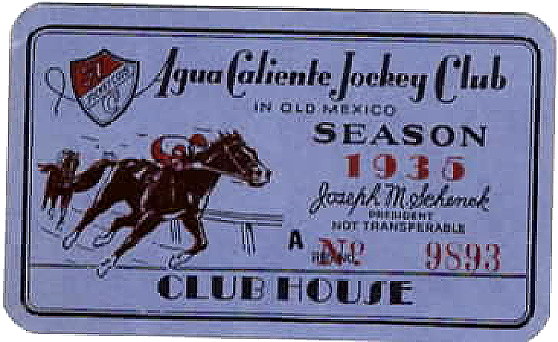 Agua Caliente Jockey Club
IN OLD MEXICO
SEASON
1935
Joseph M. Schenck
PRESIDENT
NOT TRANSFERABLE
A Nº 9893
CLUB HOUSE